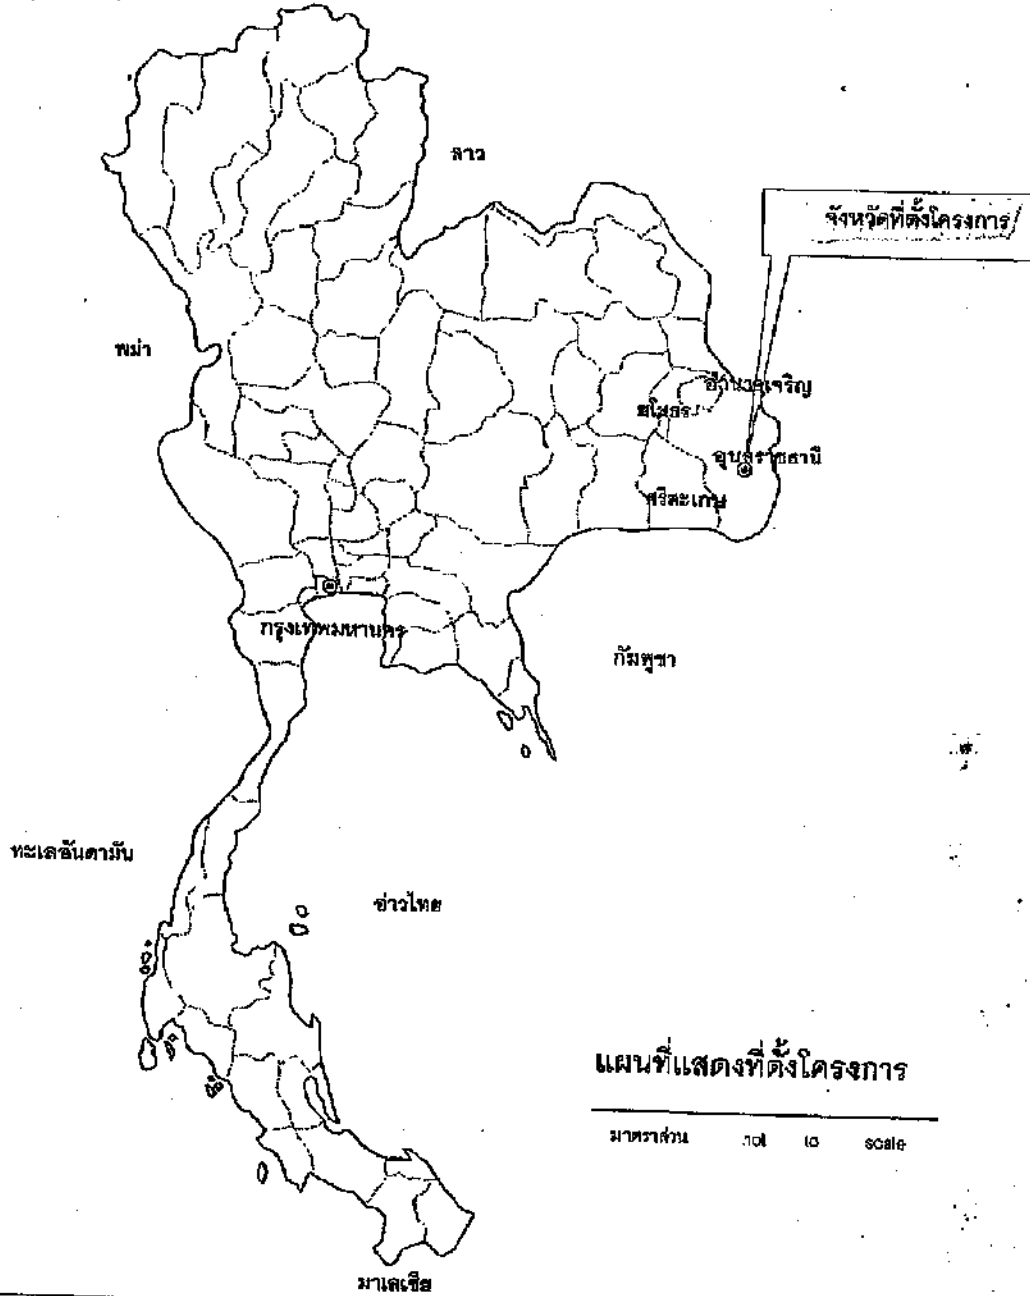 ลาว
จังหวัดที่ตั้งโครงการ
พม่า
อำนาจเจริญ
ยโสธร
อุบลราชธานี
ศรีสะเกษ
กรุงเทพมหานคร
กัมพูชา
ทะเลอันดามัน
อ่าวไทย
แผนที่แสดงที่ตั้งโครงการ
มาตราส่วน not to scale
มาเลเซีย